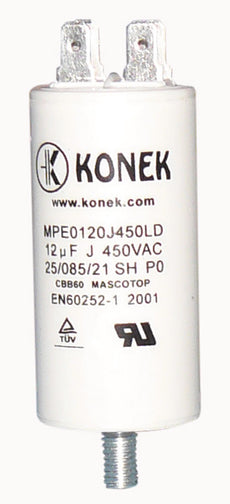 KONEK
www.konek.com
MPE0120J450LD
12µF J 450VAC
25/085/21 SH P0
CBB60 MASCOTOP
EN60252-1 2001
TÜV